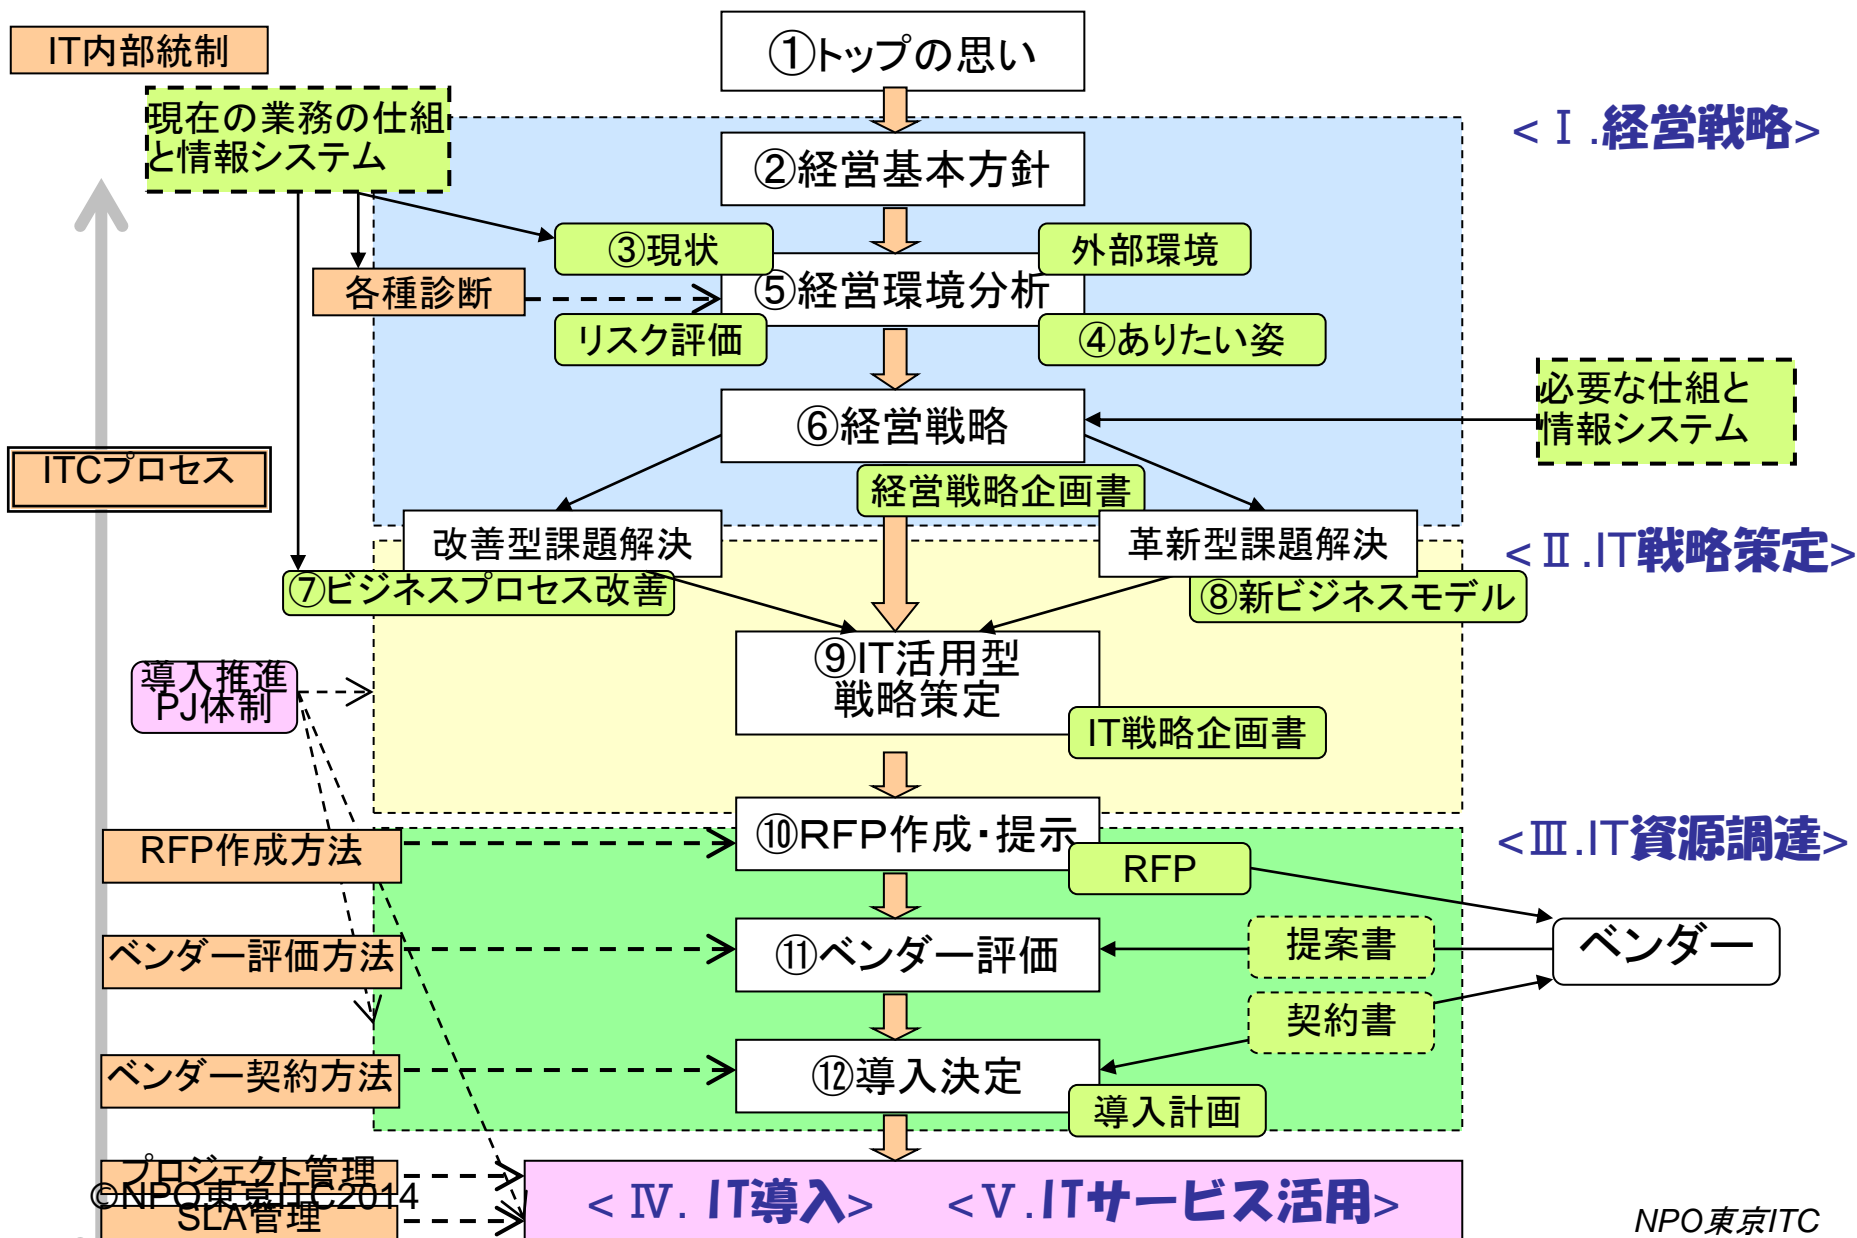 IT内部統制
①トップの思い
現在の業務の仕組
と情報システム
<Ⅰ.経営戦略>
②経営基本方針
③現状
外部環境
各種診断
⑤経営環境分析
リスク評価
④ありたい姿
必要な仕組と
情報システム
⑥経営戦略
ITCプロセス
経営戦略企画書
改善型課題解決
革新型課題解決
<Ⅱ.IT戦略策定>
⑦ビジネスプロセス改善
⑧新ビジネスモデル
⑨IT活用型
戦略策定
導入推進
PJ体制
IT戦略企画書
⑩RFP作成・提示
<Ⅲ.IT資源調達>
RFP作成方法
RFP
ベンダー評価方法
⑪ベンダー評価
提案書
ベンダー
契約書
ベンダー契約方法
⑫導入決定
導入計画
プロジェクト管理
©NPO東京ITC2014
SLA管理
<Ⅳ.IT導入>
<Ⅴ.ITサービス活用>
NPO東京ITC